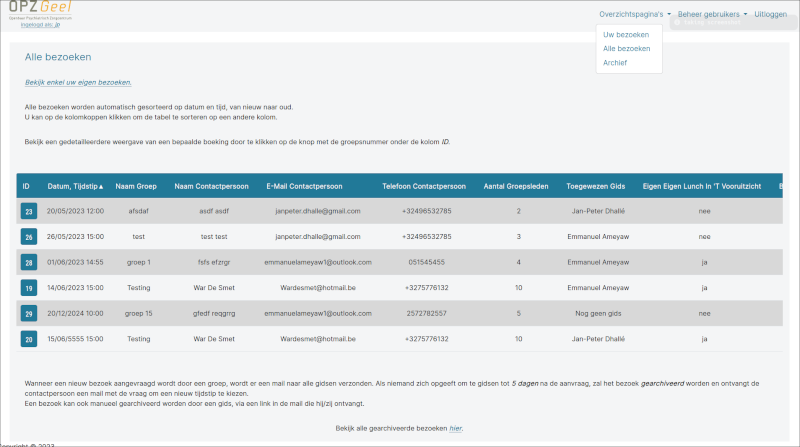 OPZ Geel
Openbaar Psychiatrisch Zorgcentrum
Ingelogd als: jp
Overzichtspagina's Beheer gebruikers Uitloggen
Uw bezoeken
Alle bezoeken
Archief
Alle bezoeken
Bekijk enkel uw eigen bezoeken.
Alle bezoeken worden automatisch gesorteerd op datum en tijd, van nieuw naar oud.
U kan op de kolomkoppen klikken om de tabel te sorteren op een andere kolom.
Bekijk een gedetailleerdere weergave van een bepaalde boeking door te klikken op de knop met de groepsnummer onder de kolom ID.
ID Datum, Tijdstip▲ Naam Groep Naam Contactpersoon E-Mail Contactpersoon Telefoon Contactpersoon Aantal Groepsleden Toegewezen Gids Eigen Eigen Lunch In 'T Vooruitzicht B
23 20/05/2023 12:00 afsdaf asdf asdf janpeter.dhalle@gmail.com +32496532785 2 Jan-Peter Dhallé nee
26 26/05/2023 15:00 test test test janpeter.dhalle@gmail.com +32496532785 3 Emmanuel Ameyaw nee
28 01/06/2023 14:55 groep 1 fsfs efzrgr emmanuelameyaw1@outlook.com 051545455 4 Emmanuel Ameyaw ja
19 14/06/2023 15:00 Testing War De Smet Wardesmet@hotmail.be +3275776132 10 Emmanuel Ameyaw ja
29 20/12/2024 10:00 groep 15 gfedf reqgrrg emmanuelameyaw1@outlook.com 2572782557 5 Nog geen gids nee
20 15/06/5555 15:00 Testing War De Smet Wardesmet@hotmail.be +3275776132 10 Jan-Peter Dhallé ja
Wanneer een nieuw bezoek aangevraagd wordt door een groep, wordt er een mail naar alle gidsen verzonden. Als niemand zich opgeeft om te gidsen tot 5 dagen na de aanvraag, zal het bezoek gearchiveerd worden en ontvangt de
contactpersoon een mail met de vraag om een nieuw tijdstip te kiezen.
Een bezoek kan ook manueel gearchiveerd worden door een gids, via een link in de mail die hij/zij ontvangt.
Bekijk alle gearchiveerde bezoeken hier.
Copyright © 2023